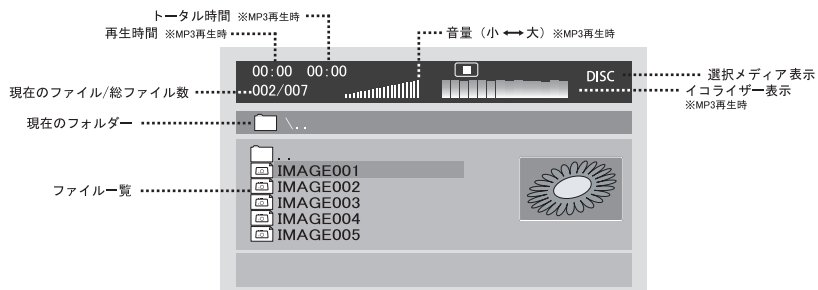 トータル時間 ※MP3再生時
再生時間 ※MP3再生時
音量（小 ⟷ 大）※MP3再生時
00:00 00:00
DISC
選択メディア表示
002/007
現在のファイル/総ファイル数
イコライザー表示
※MP3再生時
現在のフォルダー
\..
..
IMAGE001
IMAGE002
ファイル一覧
IMAGE003
IMAGE004
IMAGE005